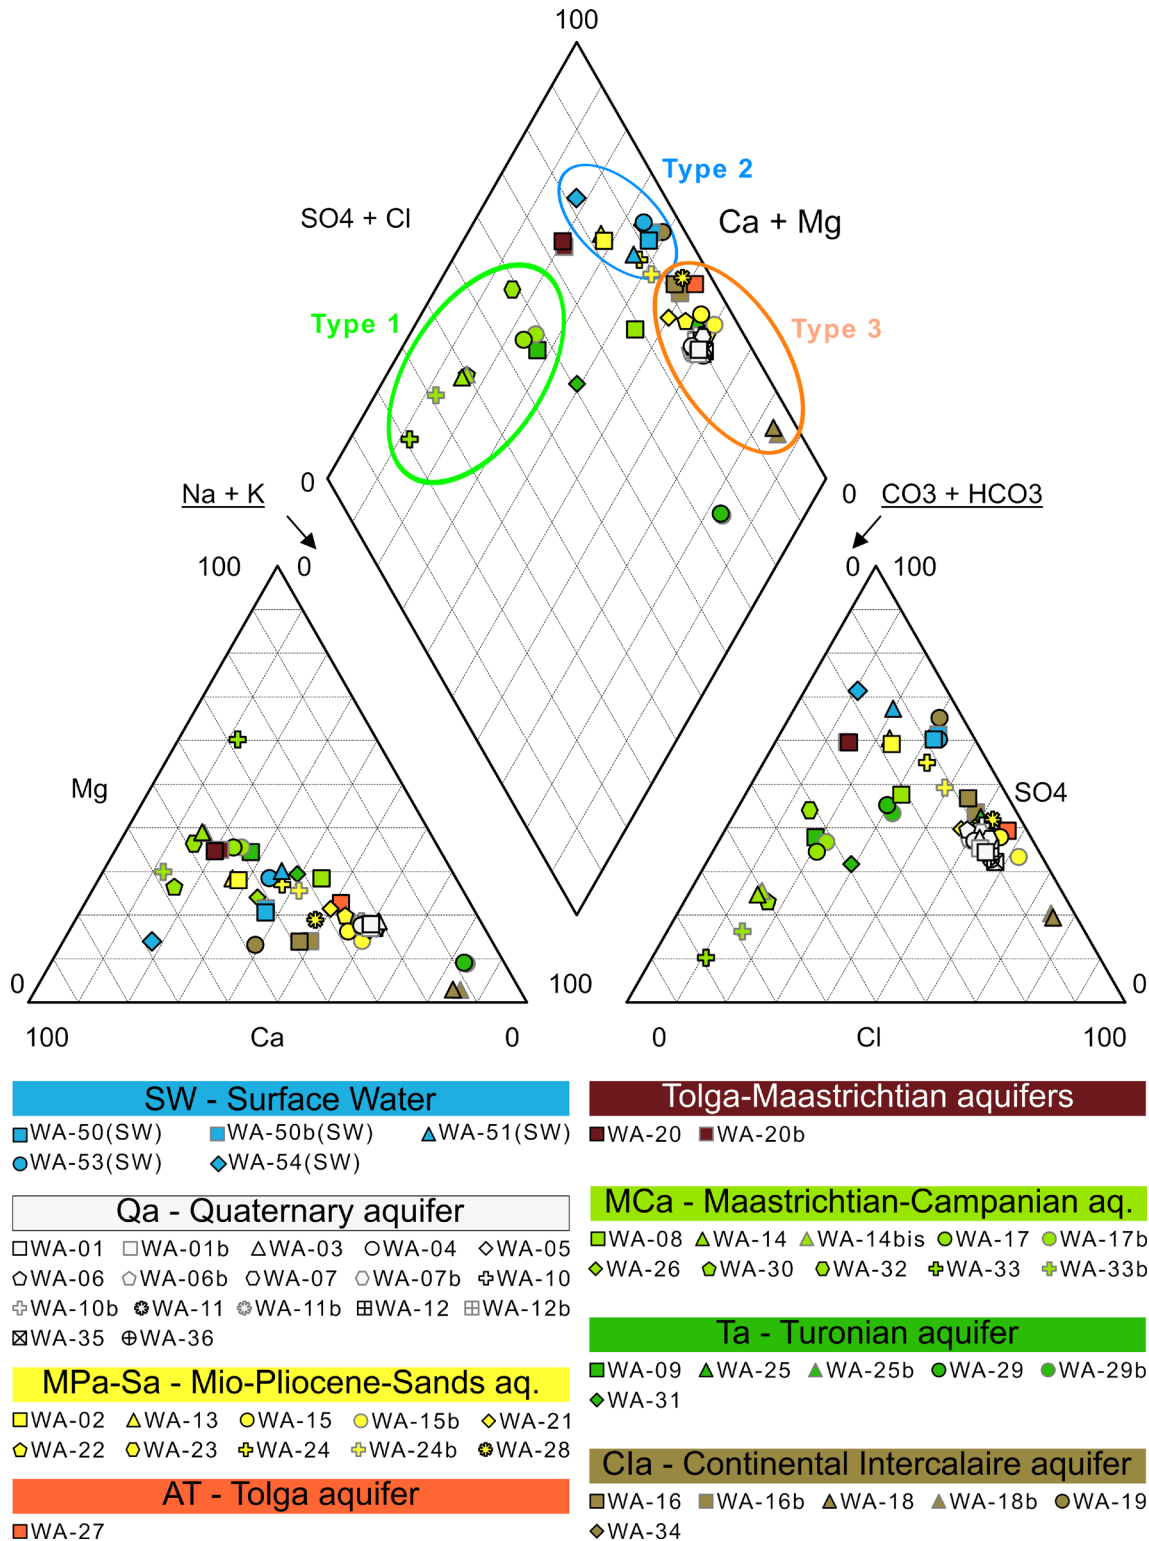 100
Type 2
SO4 + Cl
Ca + Mg
Type 1
Type 3
0
0
Na + K
CO3 + HCO3
100
0
0
100
Mg
SO4
0
100
0
100
Ca
0
0
Cl
100
SW - Surface Water
WA-50(SW) WA-50b(SW) WA-51(SW)
WA-53(SW) WA-54(SW)
Qa - Quaternary aquifer
WA-01 WA-01b WA-03 WA-04 WA-05
WA-06 WA-06b WA-07 WA-07b WA-10
WA-10b WA-11 WA-11b WA-12 WA-12b
WA-35 WA-36
MPa-Sa - Mio-Pliocene-Sands aq.
WA-02 WA-13 WA-15 WA-15b WA-21
WA-22 WA-23 WA-24 WA-24b WA-28
AT - Tolga aquifer
WA-27
Tolga-Maastrichtian aquifers
WA-20 WA-20b
MCa - Maastrichtian-Campanian aq.
WA-08 WA-14 WA-14bis WA-17 WA-17b
WA-26 WA-30 WA-32 WA-33 WA-33b
Ta - Turonian aquifer
WA-09 WA-25 WA-25b WA-29 WA-29b
WA-31
CIa - Continental Intercalaire aquifer
WA-16 WA-16b WA-18 WA-18b WA-19
WA-34